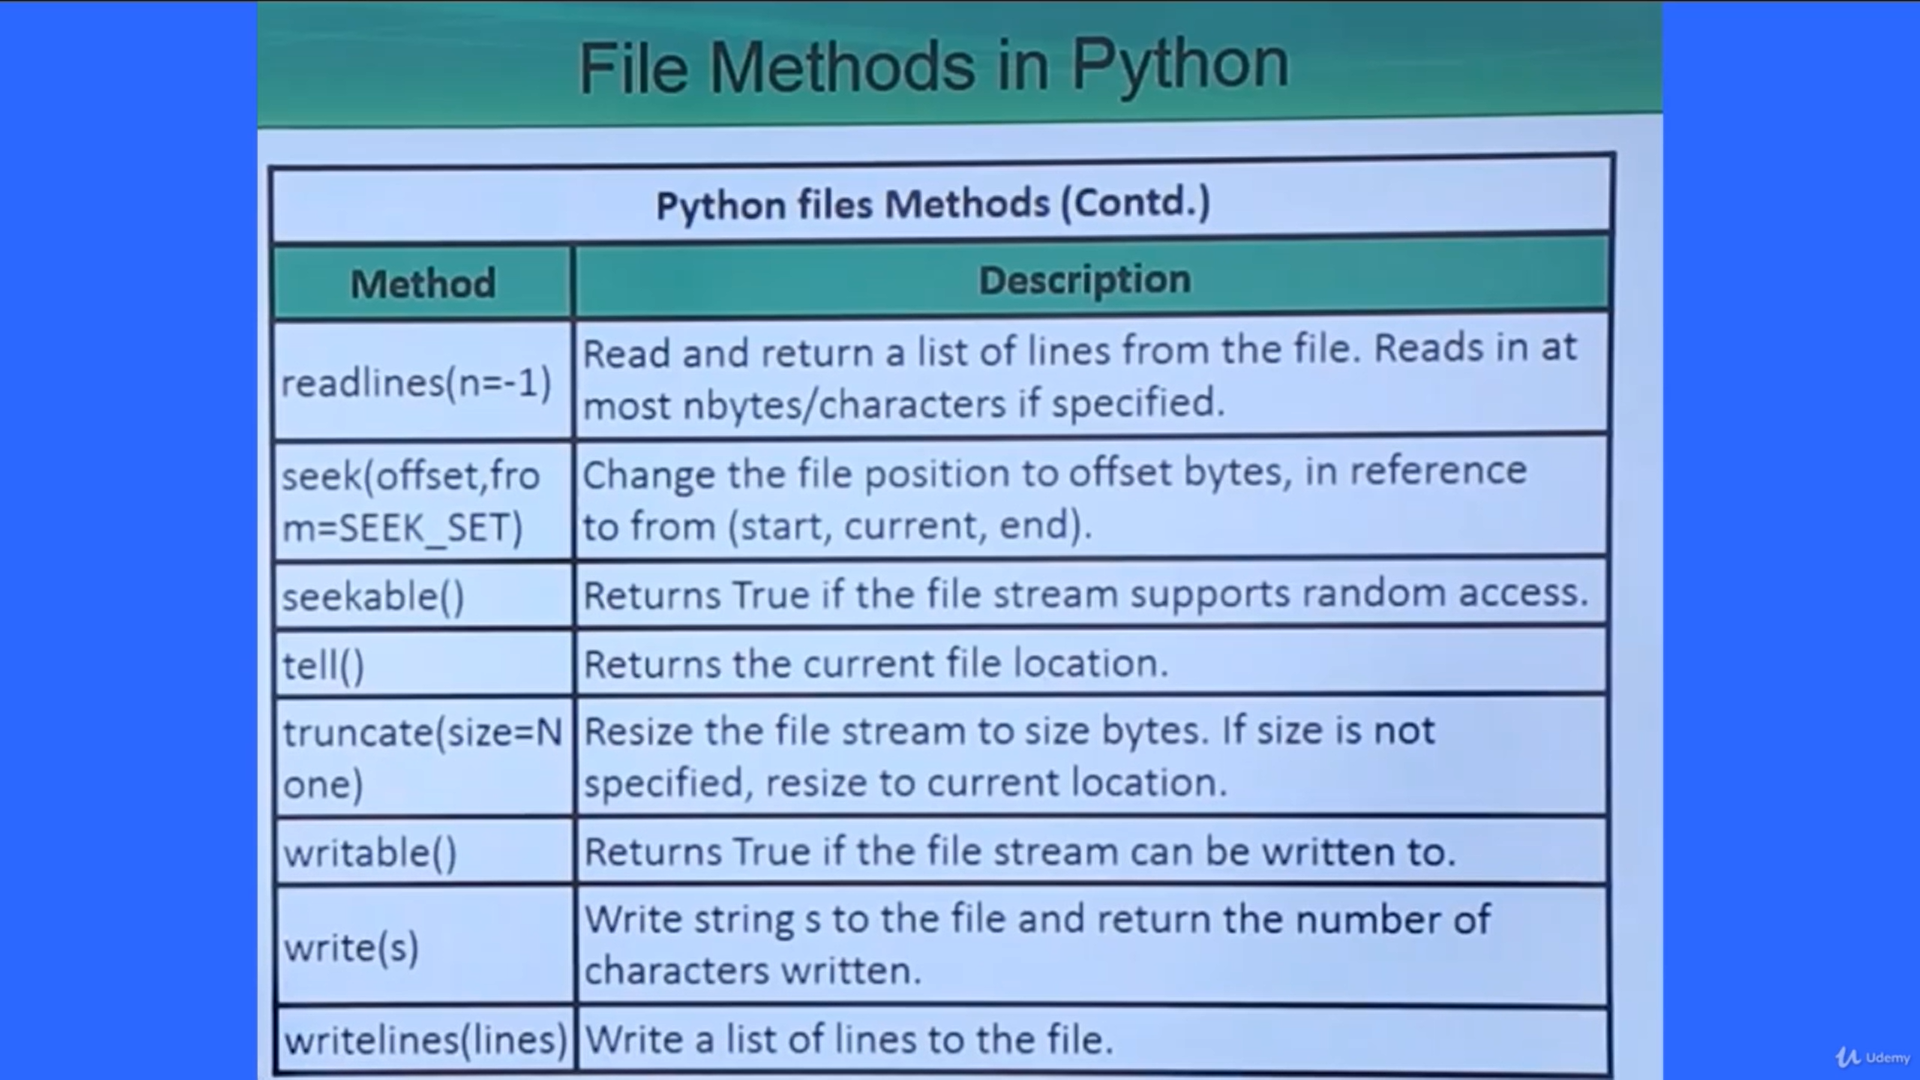 File Methods in Python
Python files Methods (Contd.)
Method
Description
readlines(n=-1)
Read and return a list of lines from the file. Reads in at
most nbytes/characters if specified.
seek(offset,fro
m=SEEK_SET)
Change the file position to offset bytes, in reference
to from (start, current, end).
seekable()
Returns True if the file stream supports random access.
tell()
Returns the current file location.
truncate(size=N
one)
Resize the file stream to size bytes. If size is not
specified, resize to current location.
writable()
Returns True if the file stream can be written to.
write(s)
Write string s to the file and return the number of
characters written.
writelines(lines)
Write a list of lines to the file.
Udemy